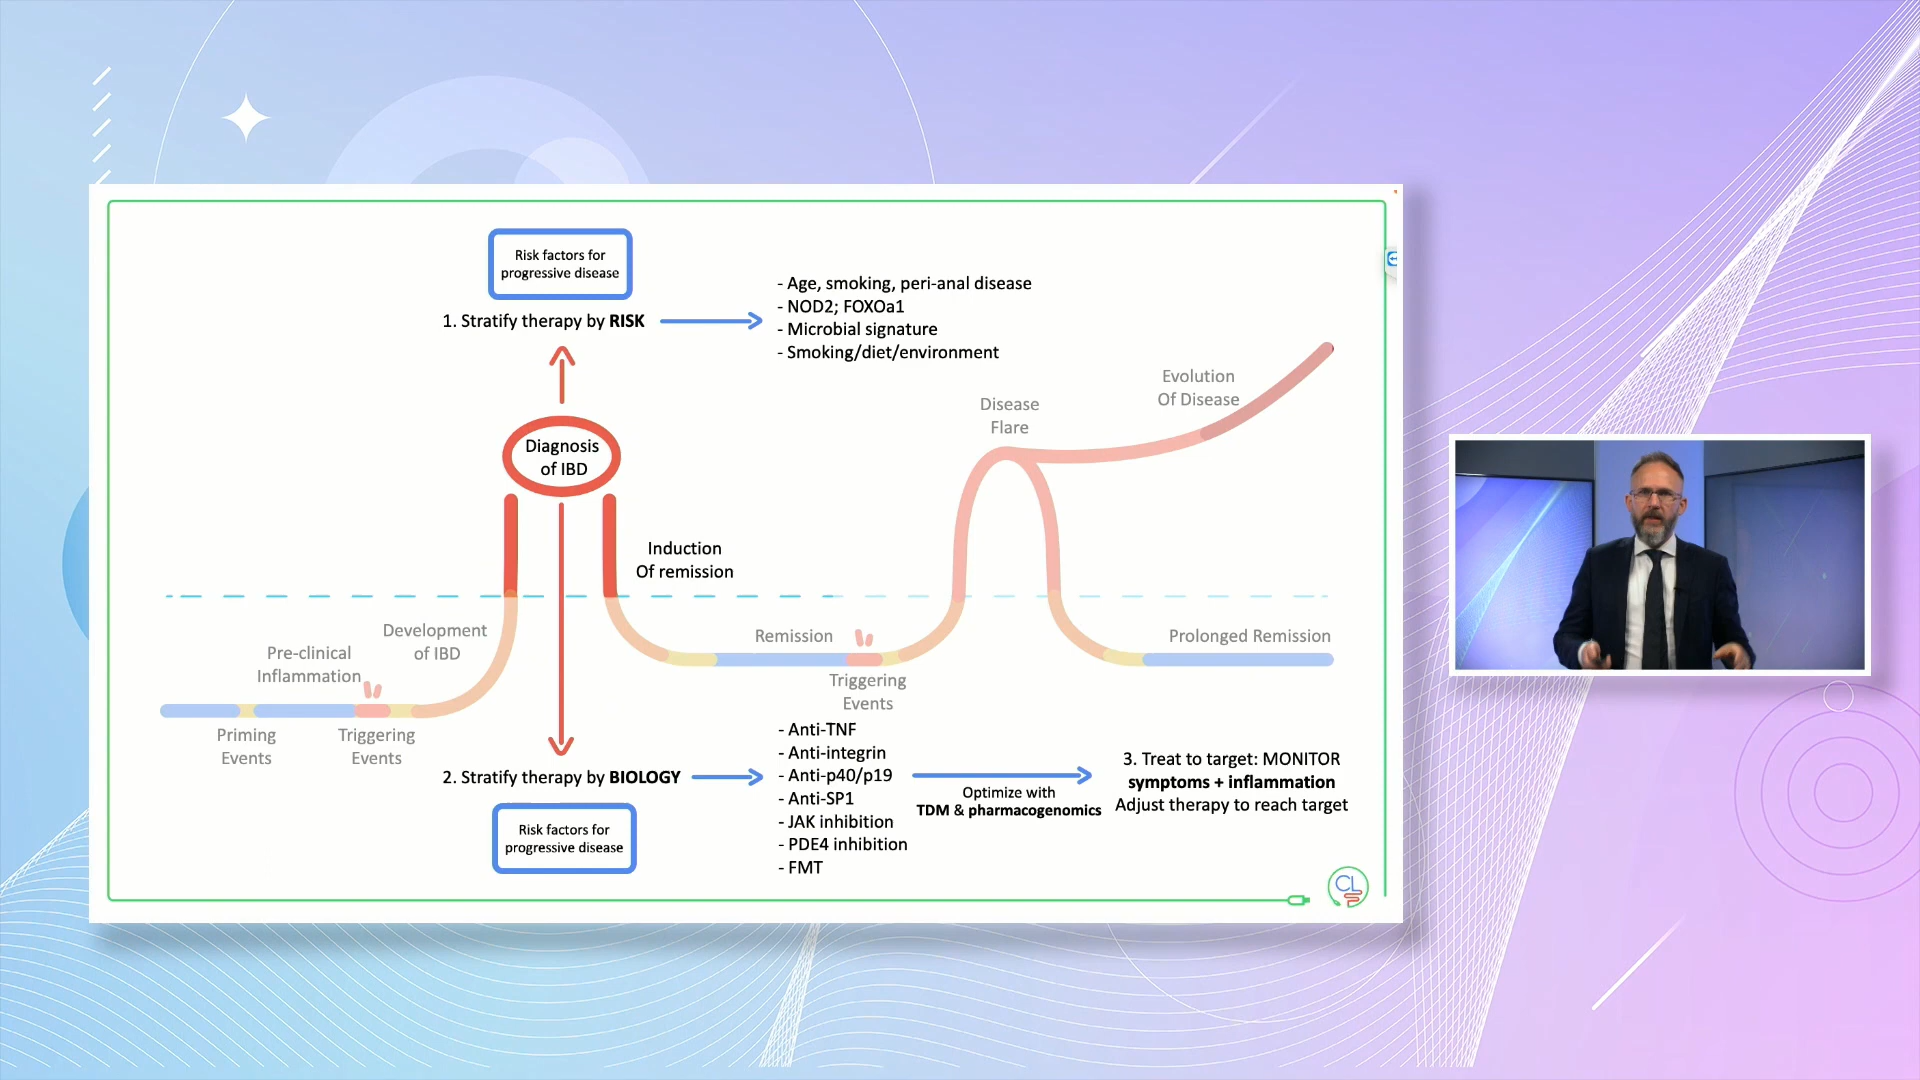 Risk factors for
progressive disease
1. Stratify therapy by RISK
- Age, smoking, peri-anal disease
- NOD2; FOXOa1
- Microbial signature
- Smoking/diet/environment
Diagnosis
of IBD
Induction
Of remission
Disease
Flare
Evolution
Of Disease
Pre-clinical
Inflammation
Development
of IBD
Remission
Prolonged Remission
Priming
Events
Triggering
Events
Triggering
Events
2. Stratify therapy by BIOLOGY
Risk factors for
progressive disease
- Anti-TNF
- Anti-integrin
- Anti-p40/p19
- Anti-SP1
- JAK inhibition
- PDE4 inhibition
- FMT
Optimize with
TDM & pharmacogenomics
3. Treat to target: MONITOR
symptoms + inflammation
Adjust therapy to reach target
CL